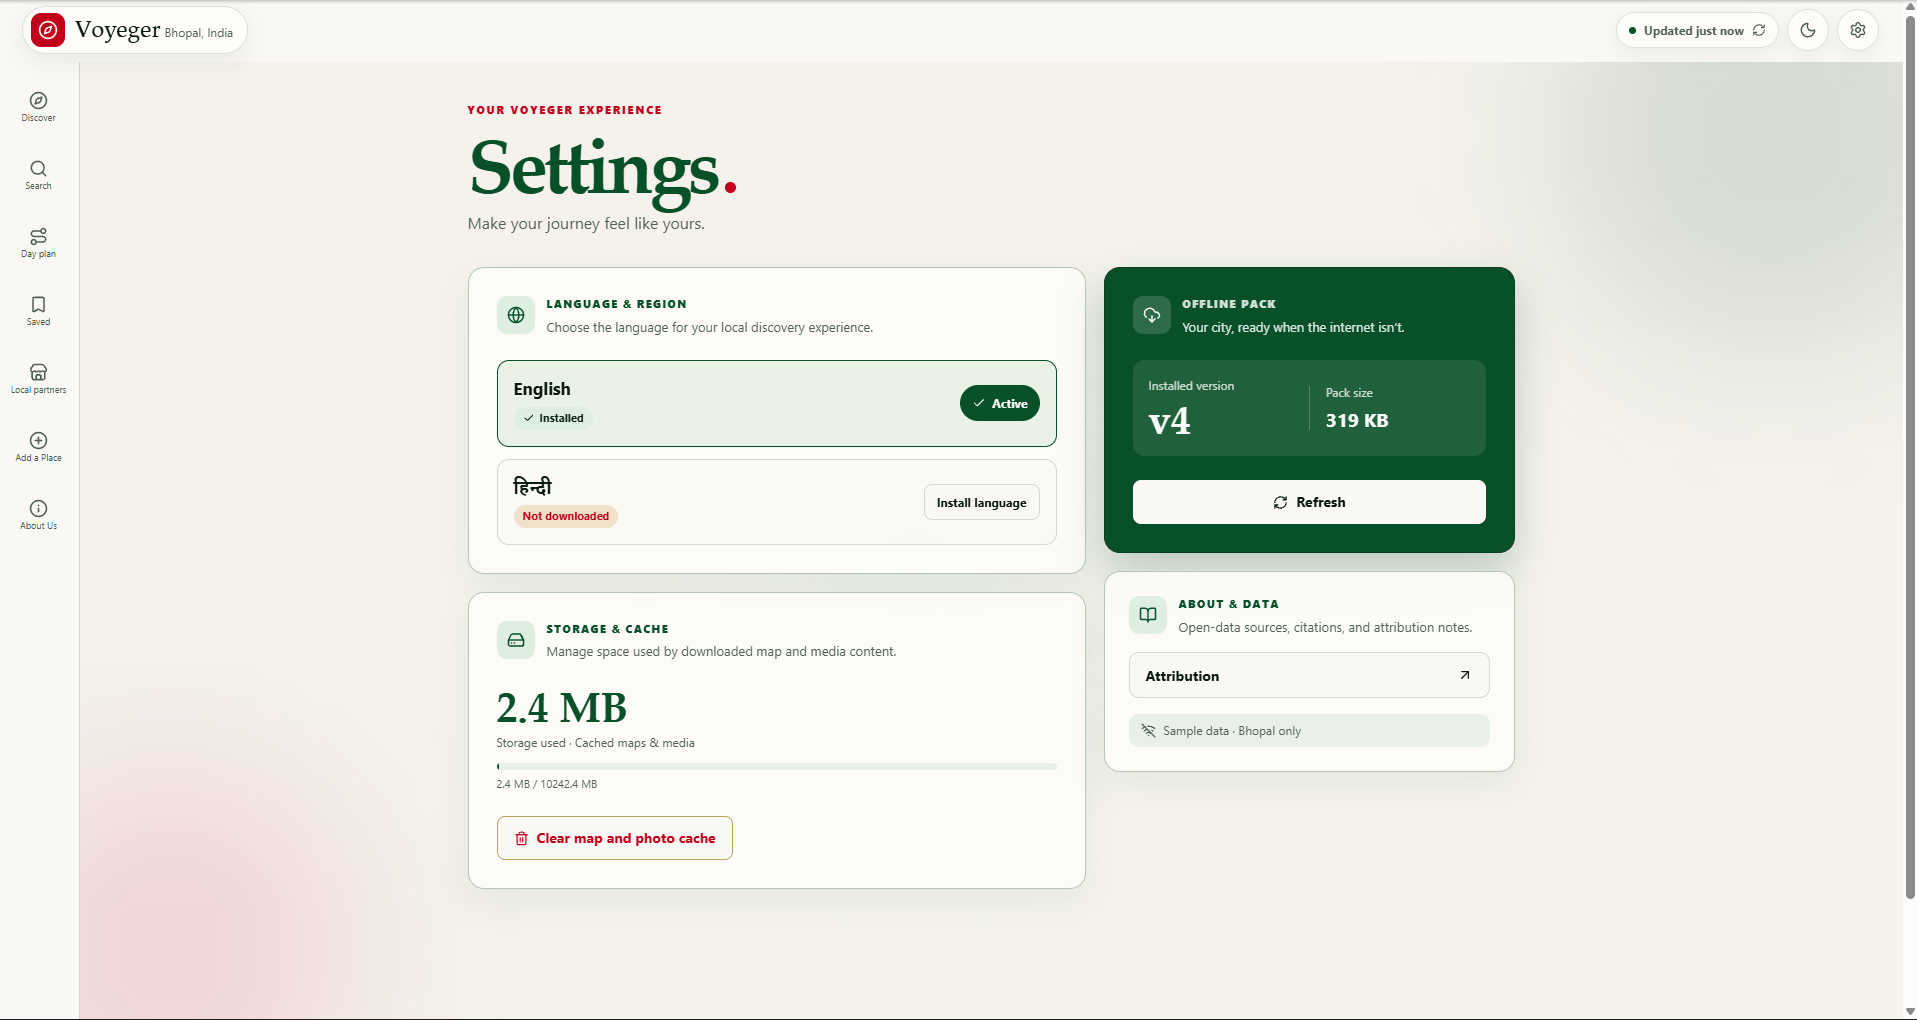 Voyeger Bhopal, India
Updated just now
Discover
Search
Day plan
Saved
Local partners
Add a Place
About Us
YOUR VOYEGER EXPERIENCE
Settings.
Make your journey feel like yours.
LANGUAGE & REGION
Choose the language for your local discovery experience.
English
Installed
Active
हिन्दी
Not downloaded
Install language
STORAGE & CACHE
Manage space used by downloaded map and media content.
2.4 MB
Storage used · Cached maps & media
2.4 MB / 10242.4 MB
Clear map and photo cache
OFFLINE PACK
Your city, ready when the internet isn't.
Installed version
v4
Pack size
319 KB
Refresh
ABOUT & DATA
Open-data sources, citations, and attribution notes.
Attribution
Sample data · Bhopal only